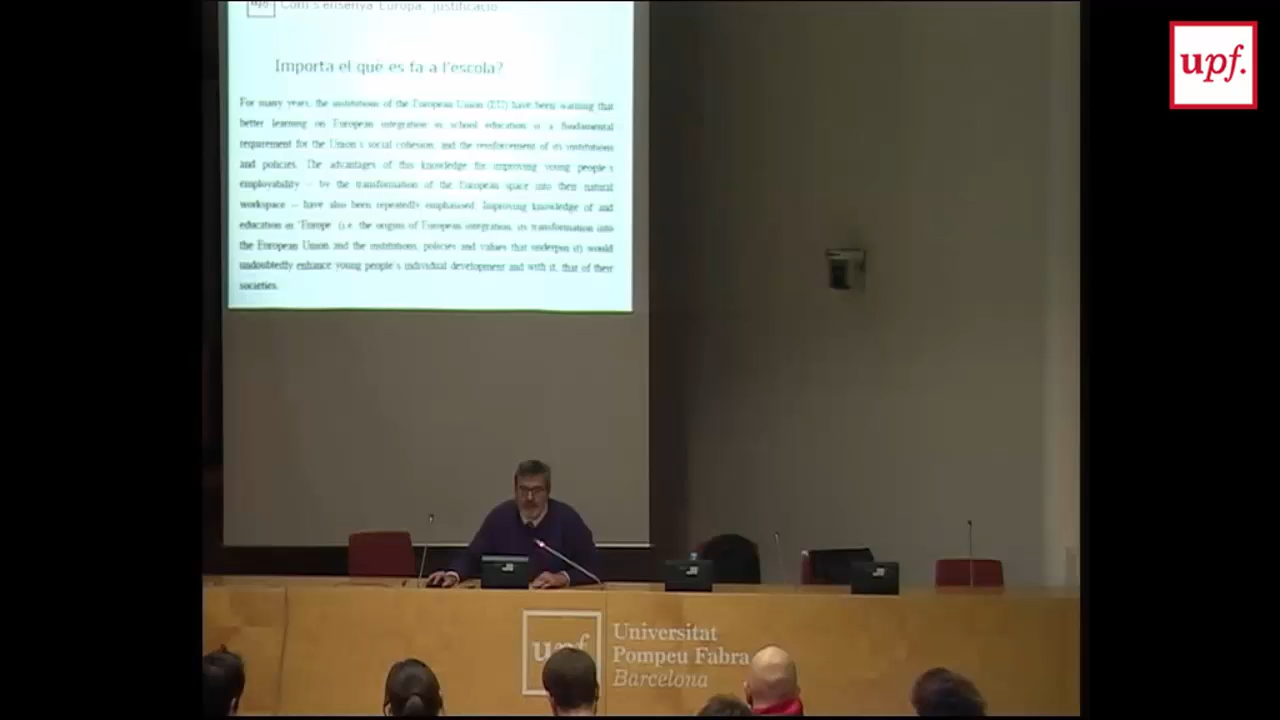 upf.
upf
Com s'ensenya Europa: justificació
Importa el què es fa a l'escola?
For many years, the institutions of the European Union (EU) have been warning that
better learning on European integration in school education is a fundamental
requirement for the Union's social cohesion, and the reinforcement of its institutions
and policies. The advantages of this knowledge for improving young people's
employability – by the transformation of the European space into their natural
workspace – have also been repeatedly emphasised. Improving knowledge of and
education in 'Europe' (i.e. the origins of European integration, its transformation into
the European Union and the institutions, policies and values that underpin it) would
undoubtedly enhance young people's individual development and with it, that of their
societies.
upf
Universitat
Pompeu Fabra
Barcelona